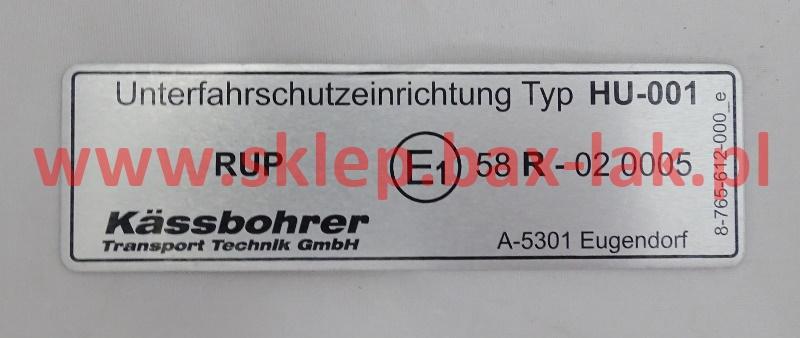 Unterfahrschutzeinrichtung Typ HU-001
RUP E1 58 R - 02 0005
www.sklep.bax-lak.pl
Kässbohrer
Transport Technik GmbH
A-5301 Eugendorf
8-765-612-000_e